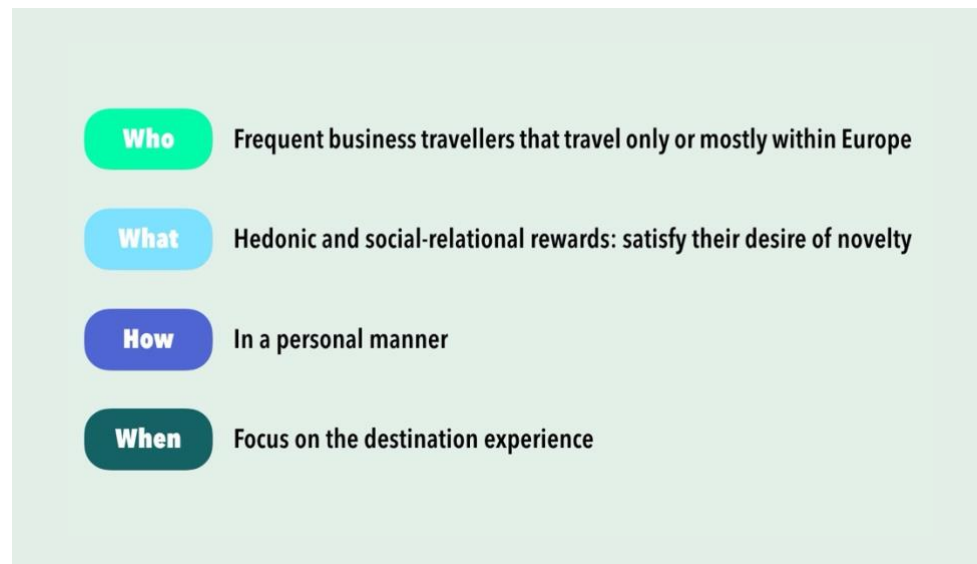 Who Frequent business travellers that travel only or mostly within Europe
What Hedonic and social-relational rewards: satisfy their desire of novelty
How In a personal manner
When Focus on the destination experience